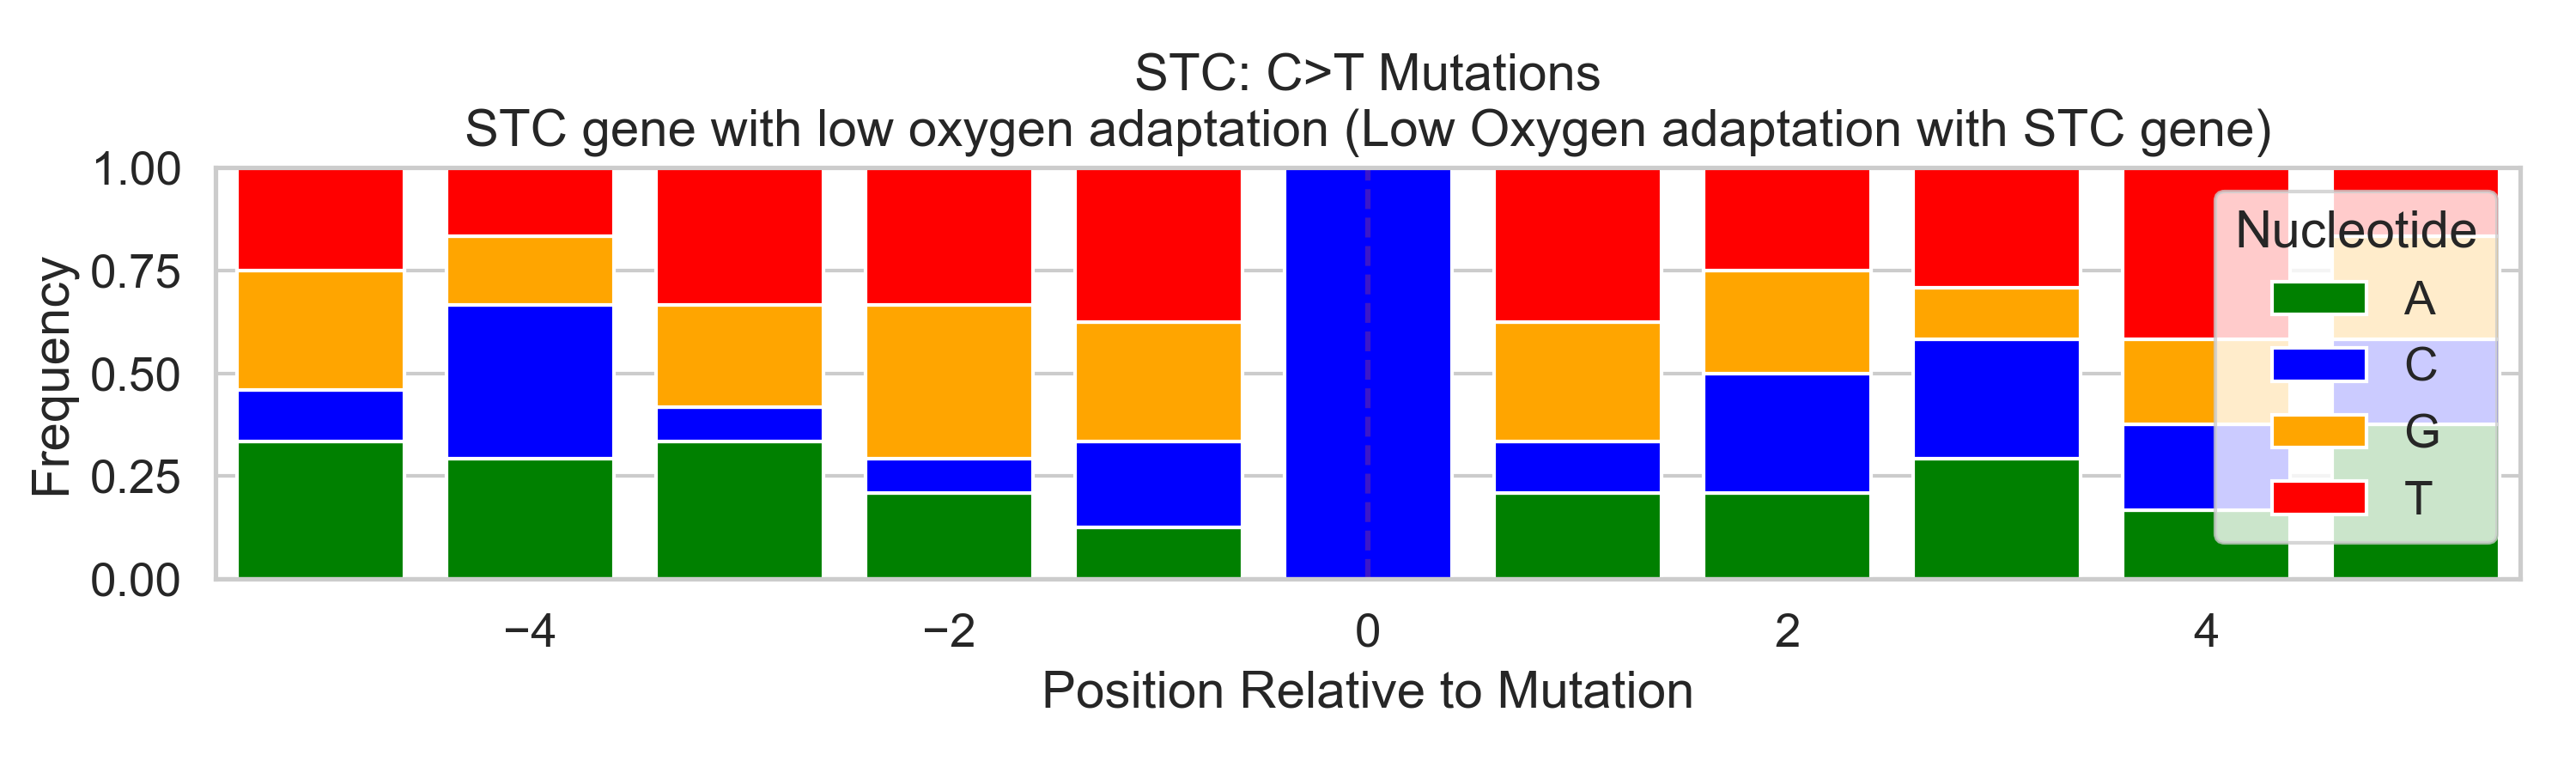 STC: C>T Mutations
STC gene with low oxygen adaptation (Low Oxygen adaptation with STC gene)
1.00
0.75
0.50
0.25
0.00
Frequency
Nucleotide
A
C
G
T
−4
−2
0
2
4
Position Relative to Mutation